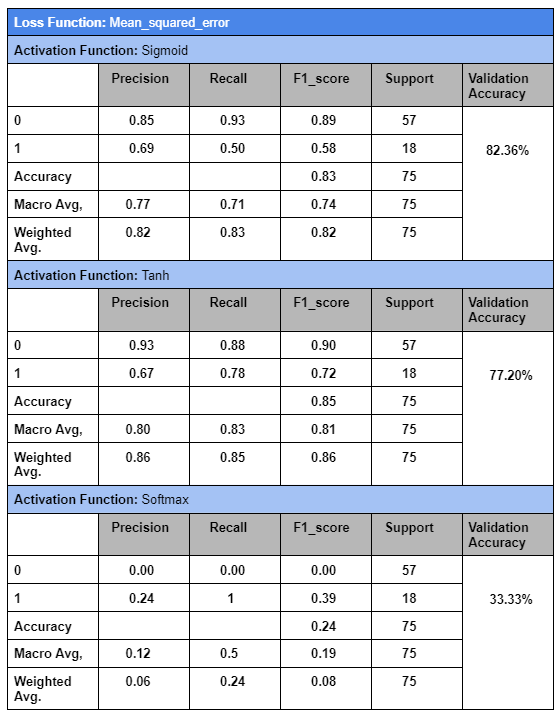 Loss Function: Mean_squared_error
Activation Function: Sigmoid
Precision Recall F1_score Support Validation Accuracy
0 0.85 0.93 0.89 57 82.36%
1 0.69 0.50 0.58 18
Accuracy 0.83 75
Macro Avg, 0.77 0.71 0.74 75
Weighted Avg. 0.82 0.83 0.82 75
Activation Function: Tanh
Precision Recall F1_score Support Validation Accuracy
0 0.93 0.88 0.90 57
1 0.67 0.78 0.72 18 77.20%
Accuracy 0.85 75
Macro Avg, 0.80 0.83 0.81 75
Weighted Avg. 0.86 0.85 0.86 75
Activation Function: Softmax
Precision Recall F1_score Support Validation Accuracy
0 0.00 0.00 0.00 57
1 0.24 1 0.39 18 33.33%
Accuracy 0.24 75
Macro Avg, 0.12 0.5 0.19 75
Weighted Avg. 0.06 0.24 0.08 75